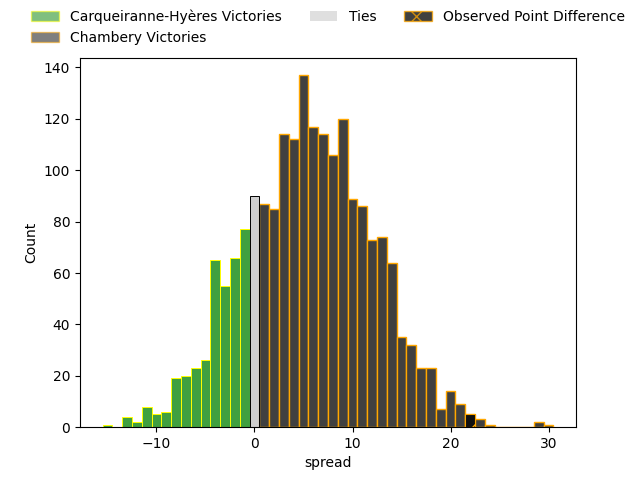 Carqueiranne-Hyères Victories
Ties
Observed Point Difference
Chambery Victories
140
120
100
80
60
40
20
0
Count
−10
0
10
20
30
spread